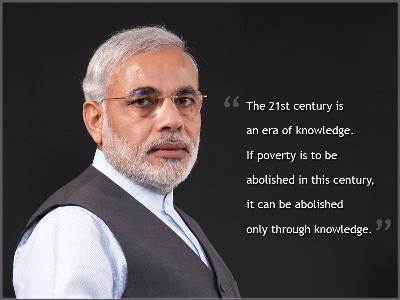 “ The 21st century is
an era of knowledge.
If poverty is to be
abolished in this century,
it can be abolished
only through knowledge. ”